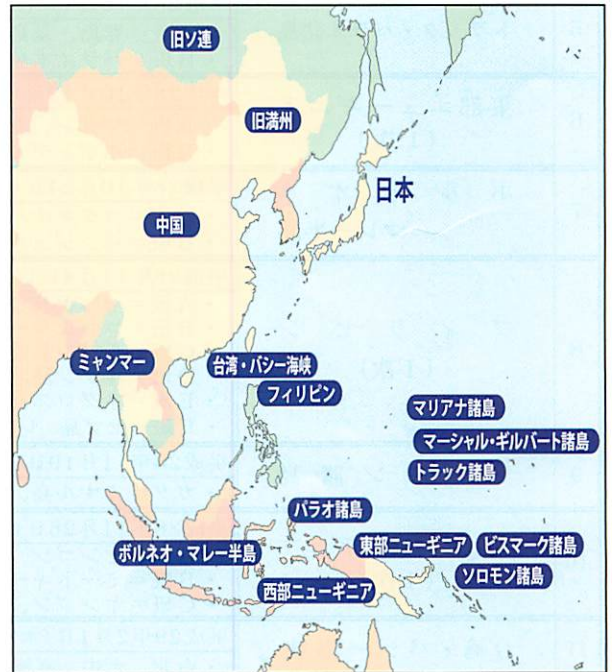 旧ソ連
旧満州
日本
中国
ミャンマー
台湾・バシー海峡
フィリピン
マリアナ諸島
マーシャル・ギルバート諸島
トラック諸島
パラオ諸島
ボルネオ・マレー半島
東部ニューギニア
ビスマーク諸島
ソロモン諸島
西部ニューギニア